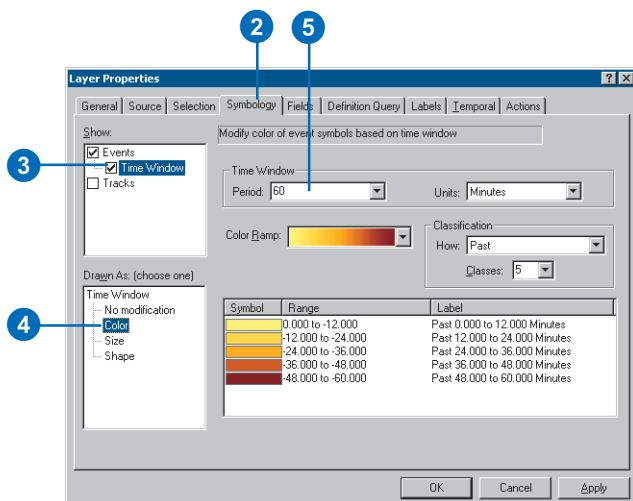 2
5
Layer Properties
? ×
General Source Selection Symbology Fields Definition Query Labels Temporal Actions
Show:
Modify color of event symbols based on time window
3
Events
Time Window
Tracks
Time Window
Period: 60
Units: Minutes
Color Ramp:
Classification
How: Past
Classes: 5
Drawn As: (choose one)
4
Time Window
No modification
Color
Size
Shape
Symbol Range Label
0.000 to -12.000 Past 0.000 to 12.000 Minutes
-12.000 to -24.000 Past 12.000 to 24.000 Minutes
-24.000 to -36.000 Past 24.000 to 36.000 Minutes
-36.000 to -48.000 Past 36.000 to 48.000 Minutes
-48.000 to -60.000 Past 48.000 to 60.000 Minutes
OK Cancel Apply